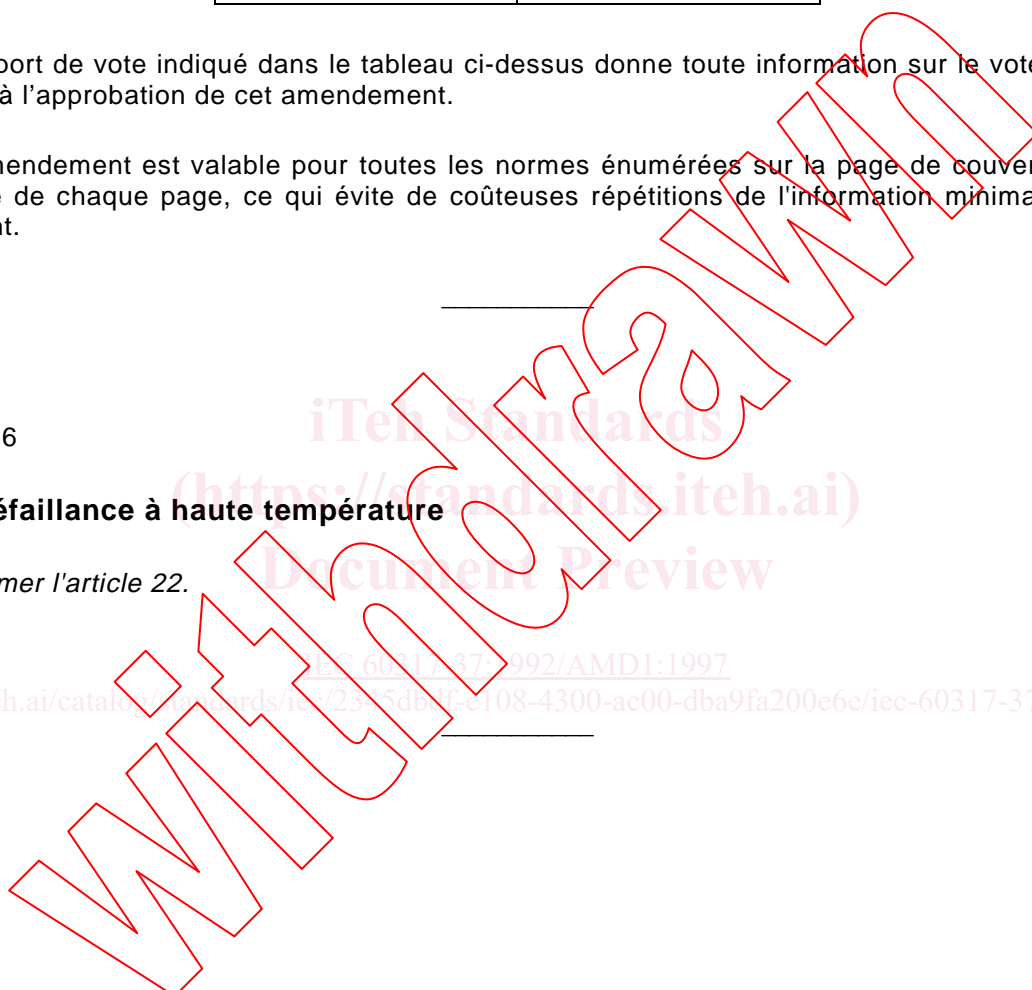 port de vote indiqué dans le tableau ci-dessus donne toute information sur le vote
à l’approbation de cet amendement.
mendement est valable pour toutes les normes énumérées sur la page de couver
e de chaque page, ce qui évite de coûteuses répétitions de l'information minima
nt.
iTeh Standards
6
(https://standards.iteh.ai)
éfaillance à haute température
Document Preview
mer l'article 22.
IEC 60317-37:1992/AMD1:1997
eh.ai/catalog/standards/iec/2345dbdf-e108-4300-ac00-dba9fa200e6e/iec-60317-37
withdrawn